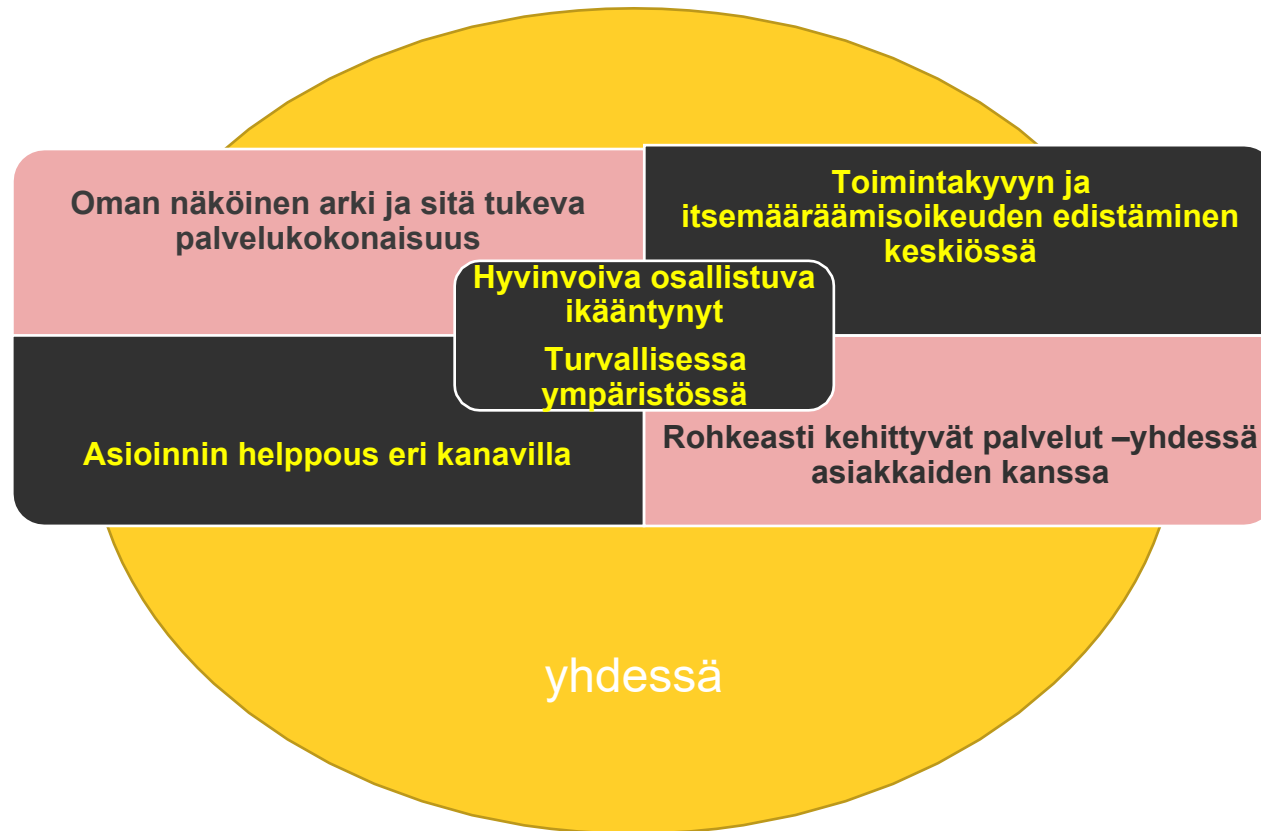 Oman näköinen arki ja sitä tukeva
palvelukokonaisuus
Toimintakyvyn ja
itsemääräämisoikeuden edistäminen
keskiössä
Hyvinvoiva osallistuva
ikääntynyt
Turvallisessa
ympäristössä
Asioinnin helppous eri kanavilla
Rohkeasti kehittyvät palvelut –yhdessä
asiakkaiden kanssa
yhdessä